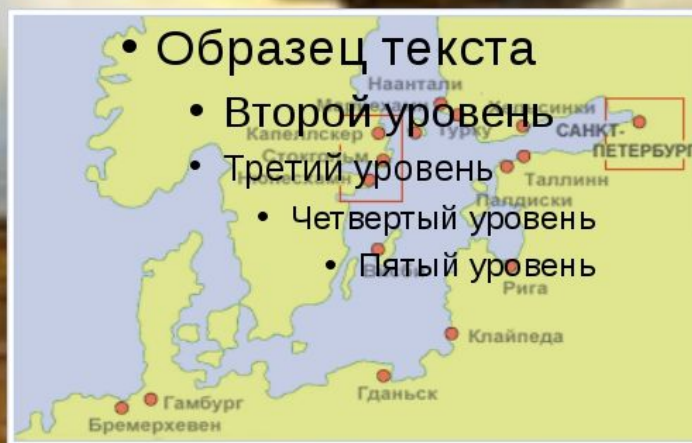 • Образец текста
Наантали
• Второй уровень
Хельсинки
Капеллскер
Турку
САНКТ-
ПЕТЕРБУРГ
Стокгольм
• Третий уровень
Таллинн
Палдиски
• Четвертый уровень
• Пятый уровень
Рига
Клайпеда
Гданьск
Гамбург
Бремерхевен